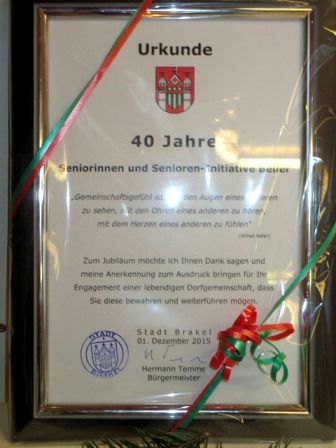 Urkunde
40 Jahre
Seniorinnen und Senioren-Initiative Beller
„Gemeinschaftsgefühl ist, den Augen eines anderen
zu sehen, mit den Ohren eines anderen zu hören,
mit dem Herzen eines anderen zu fühlen"
(Alfred Adler)
Zum Jubiläum möchte ich Ihnen Dank sagen und
meine Anerkennung zum Ausdruck bringen für Ihr
Engagement einer lebendigen Dorfgemeinschaft, dass
Sie diese bewahren und weiterführen mögen.
Stadt Brakel
01. Dezember 2015
Hermann Temme
Bürgermeister
STADT
BRAKEL